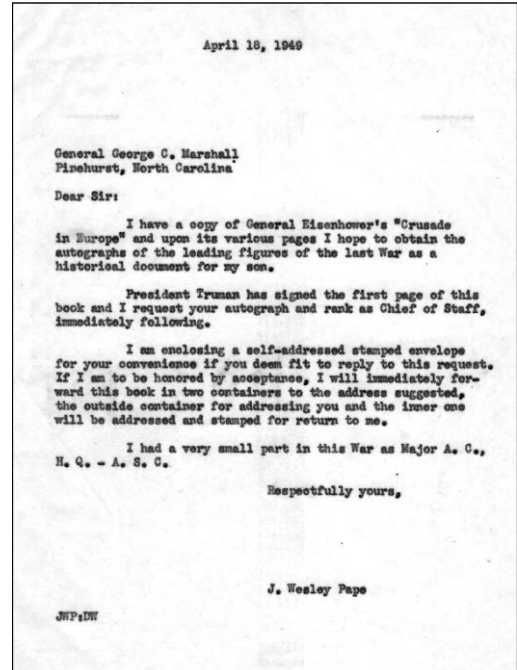 April 18, 1949
General George C. Marshall
Pinehurst, North Carolina
Dear Sir:
I have a copy of General Eisenhower's "Crusade
in Europe" and upon its various pages I hope to obtain the
autographs of the leading figures of the last War as a
historical document for my son.
President Truman has signed the first page of this
book and I request your autograph and rank as Chief of Staff,
immediately following.
I am enclosing a self-addressed stamped envelope
for your convenience if you deem fit to reply to this request.
If I am to be honored by acceptance, I will immediately for-
ward this book in two containers to the address suggested,
the outside container for addressing you and the inner one
will be addressed and stamped for return to me.
I had a very small part in this War as Major A. C.,
H. Q. - A. S. C.
Respectfully yours,
J. Wesley Pape
JWP:DW